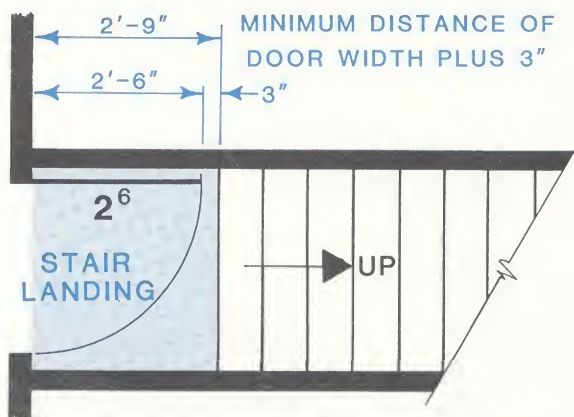 2′-9″
MINIMUM DISTANCE OF
DOOR WIDTH PLUS 3″
2′-6″
3″
2⁶
STAIR
LANDING
UP